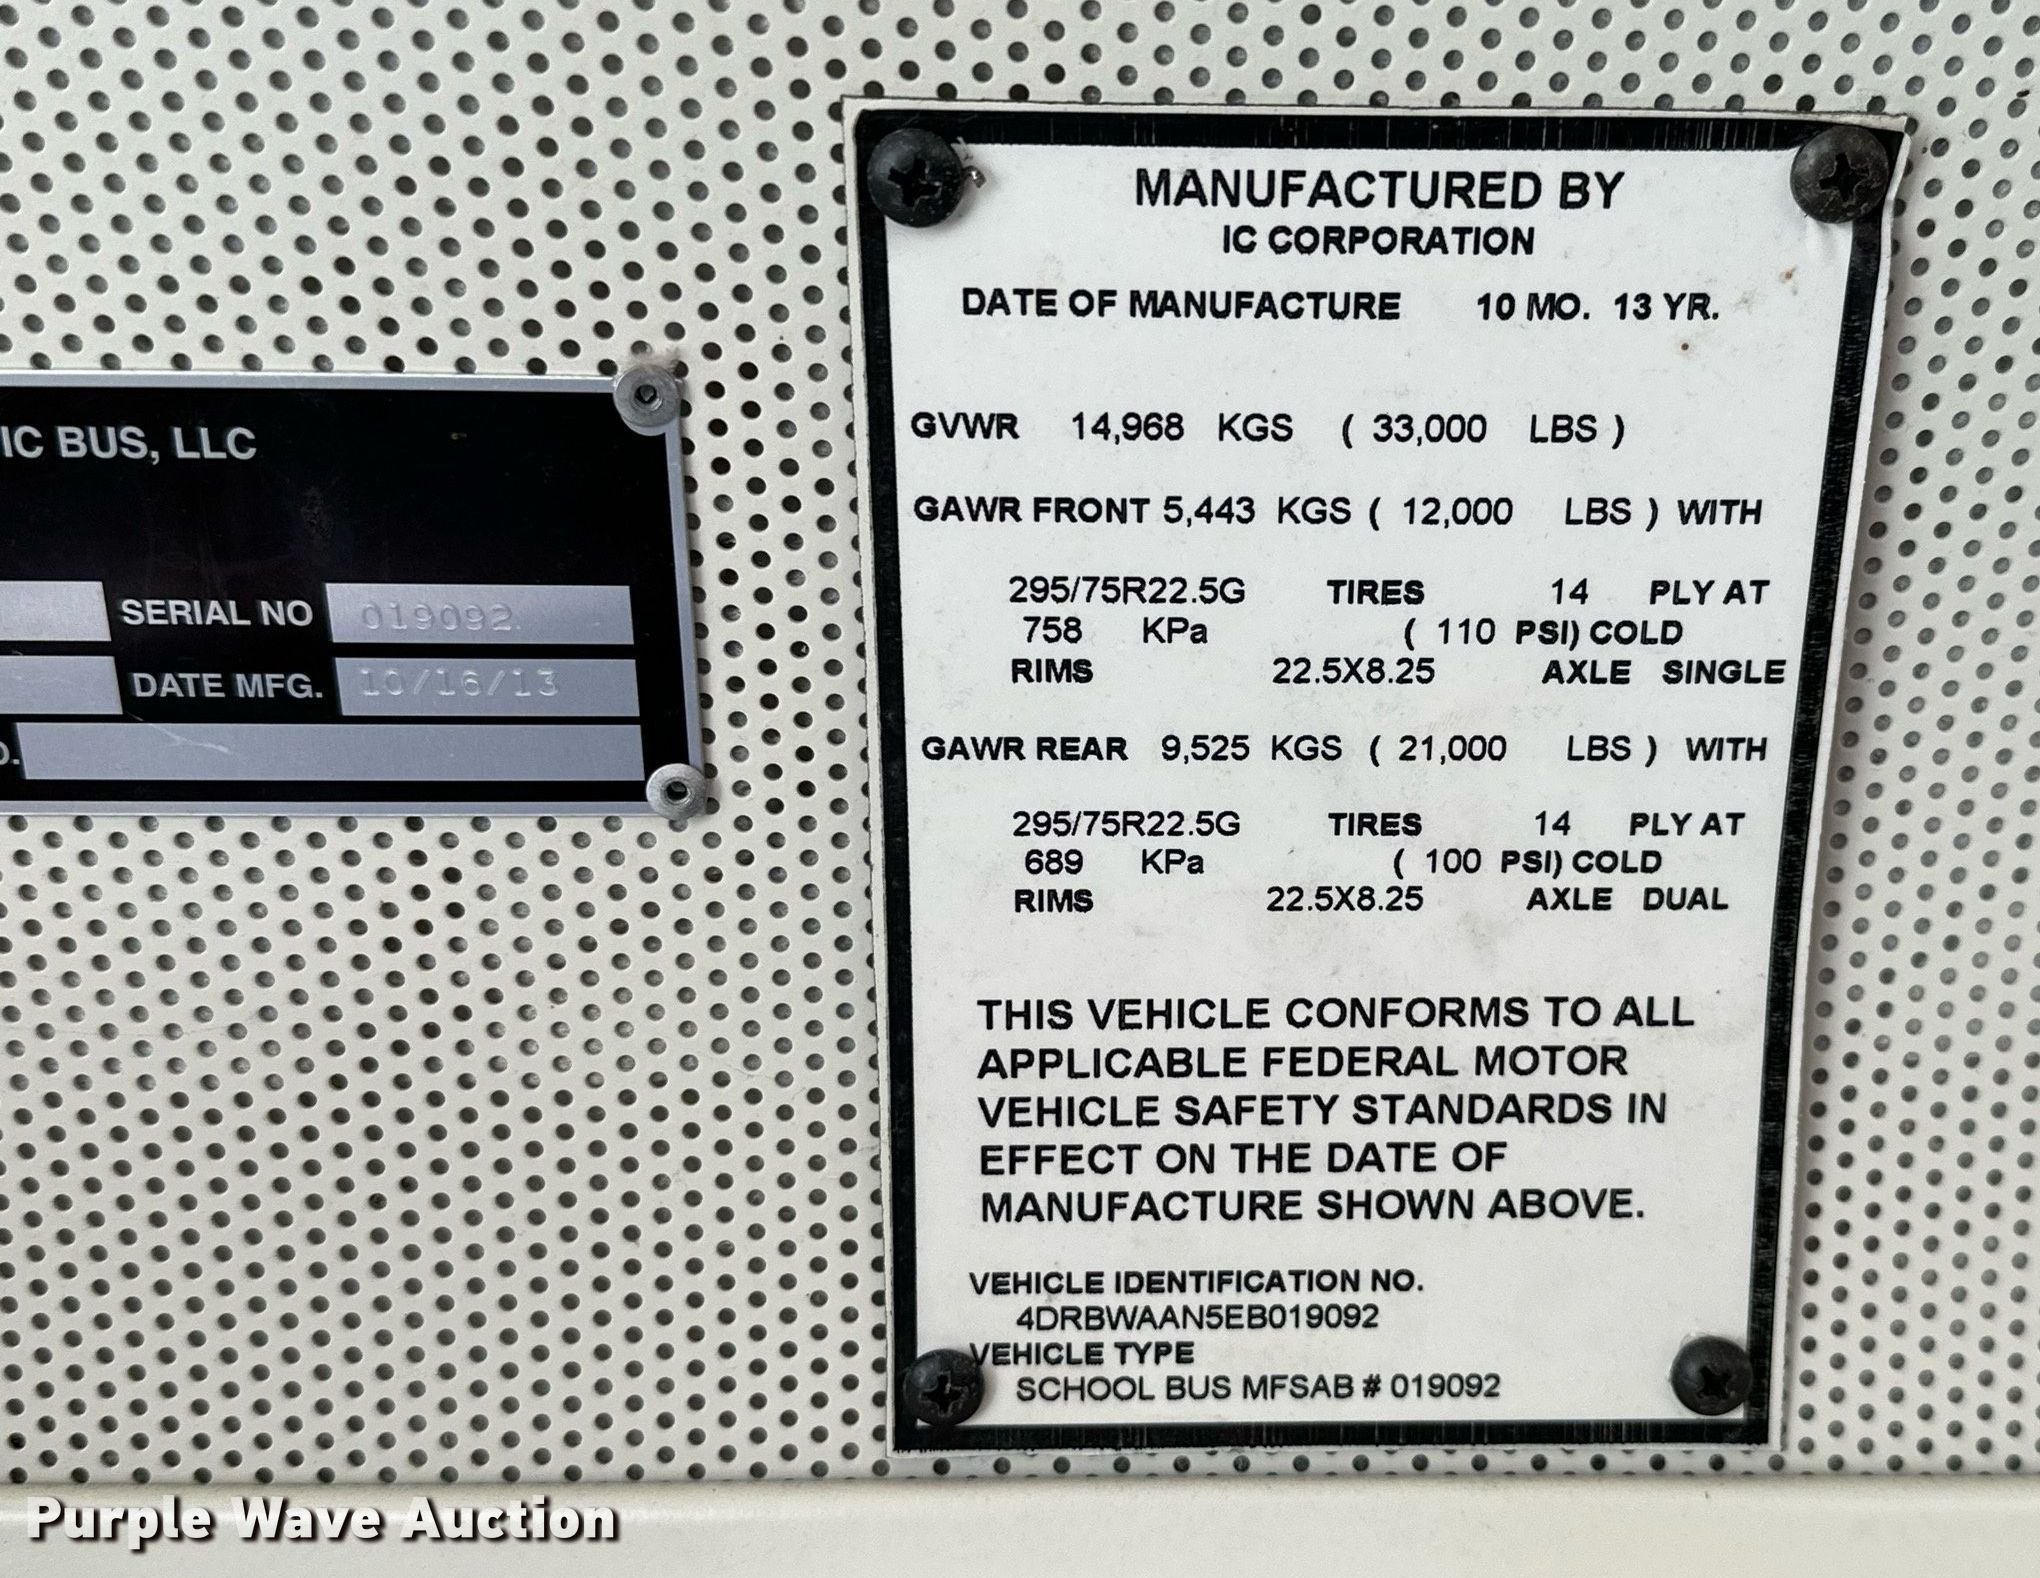 IC BUS, LLC
SERIAL NO 019092
DATE MFG. 10/16/13
MANUFACTURED BY
IC CORPORATION
DATE OF MANUFACTURE 10 MO. 13 YR.
GVWR 14,968 KGS ( 33,000 LBS )
GAWR FRONT 5,443 KGS ( 12,000 LBS ) WITH
295/75R22.5G TIRES 14 PLY AT
758 KPa ( 110 PSI) COLD
RIMS 22.5X8.25 AXLE SINGLE
GAWR REAR 9,525 KGS ( 21,000 LBS ) WITH
295/75R22.5G TIRES 14 PLY AT
689 KPa ( 100 PSI) COLD
RIMS 22.5X8.25 AXLE DUAL
THIS VEHICLE CONFORMS TO ALL
APPLICABLE FEDERAL MOTOR
VEHICLE SAFETY STANDARDS IN
EFFECT ON THE DATE OF
MANUFACTURE SHOWN ABOVE.
VEHICLE IDENTIFICATION NO.
4DRBWAAN5EB019092
VEHICLE TYPE
SCHOOL BUS MFSAB # 019092
Purple Wave Auction